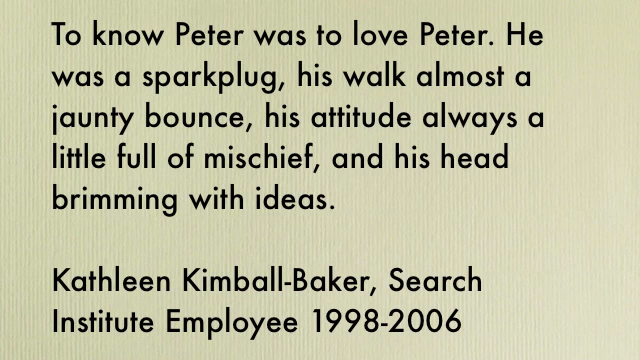 To know Peter was to love Peter. He
was a sparkplug, his walk almost a
jaunty bounce, his attitude always a
little full of mischief, and his head
brimming with ideas.
Kathleen Kimball-Baker, Search
Institute Employee 1998-2006